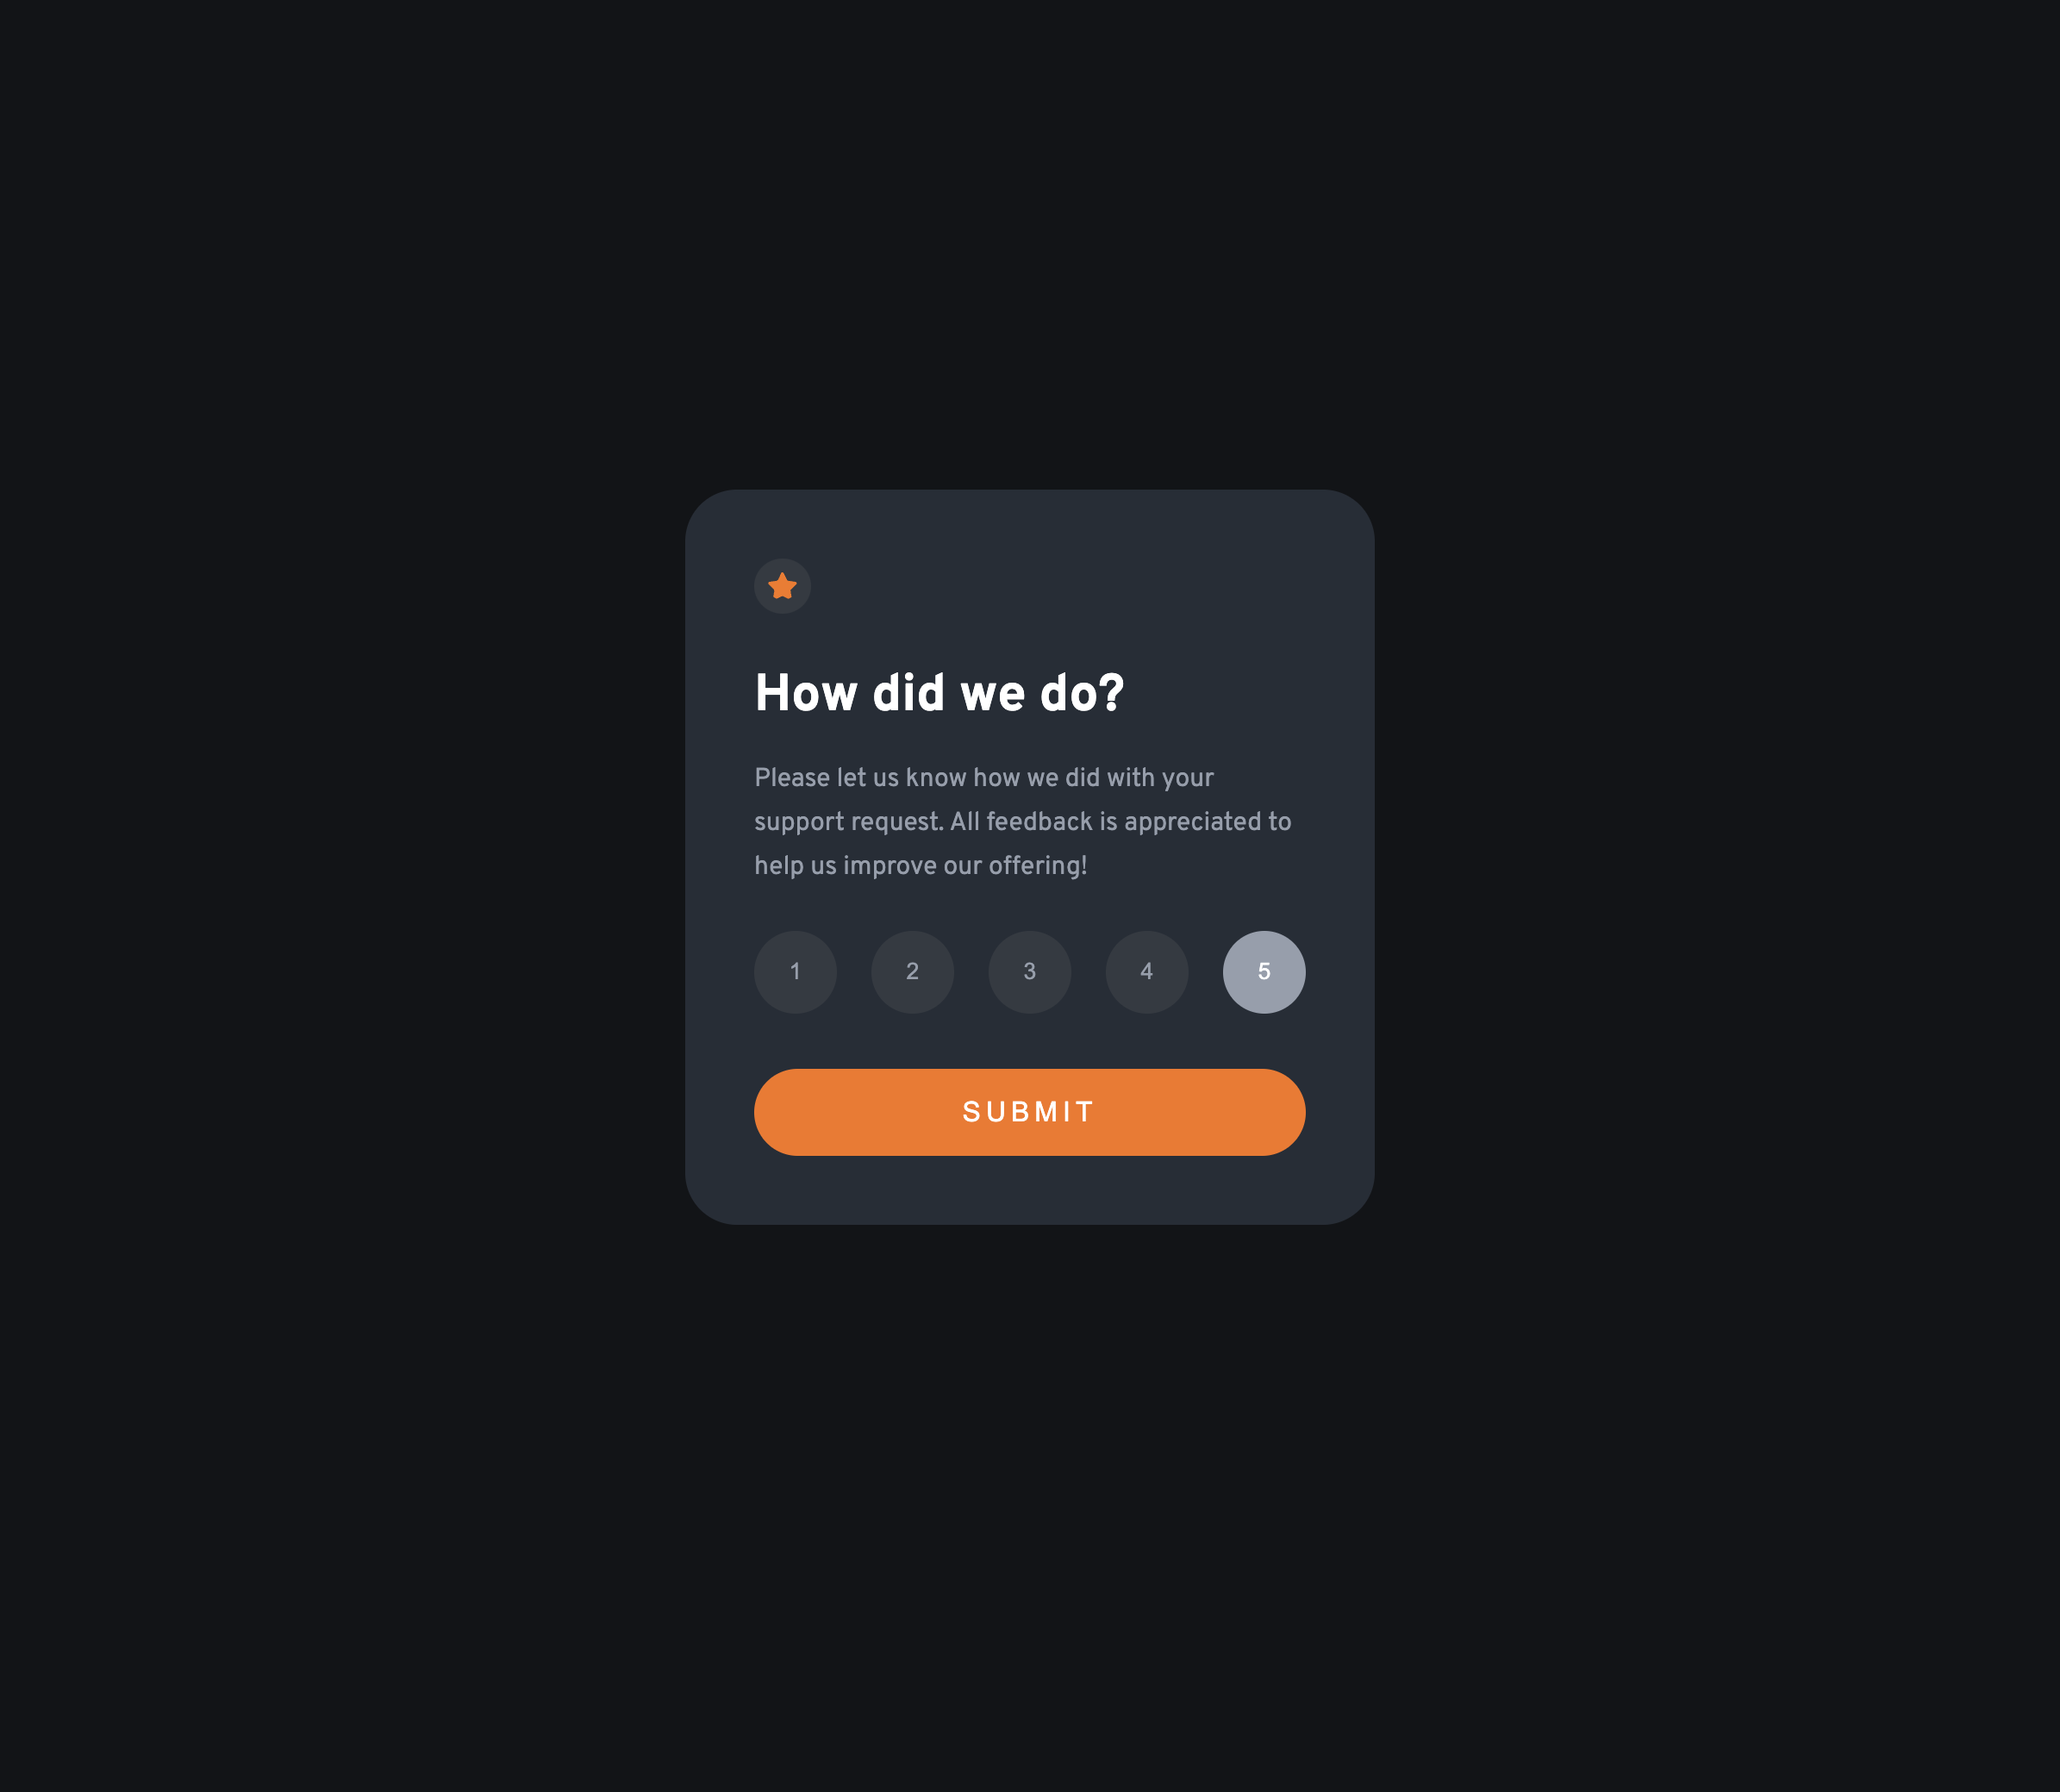 How did we do?
Please let us know how we did with your
support request. All feedback is appreciated to
help us improve our offering!
1 2 3 4 5
SUBMIT